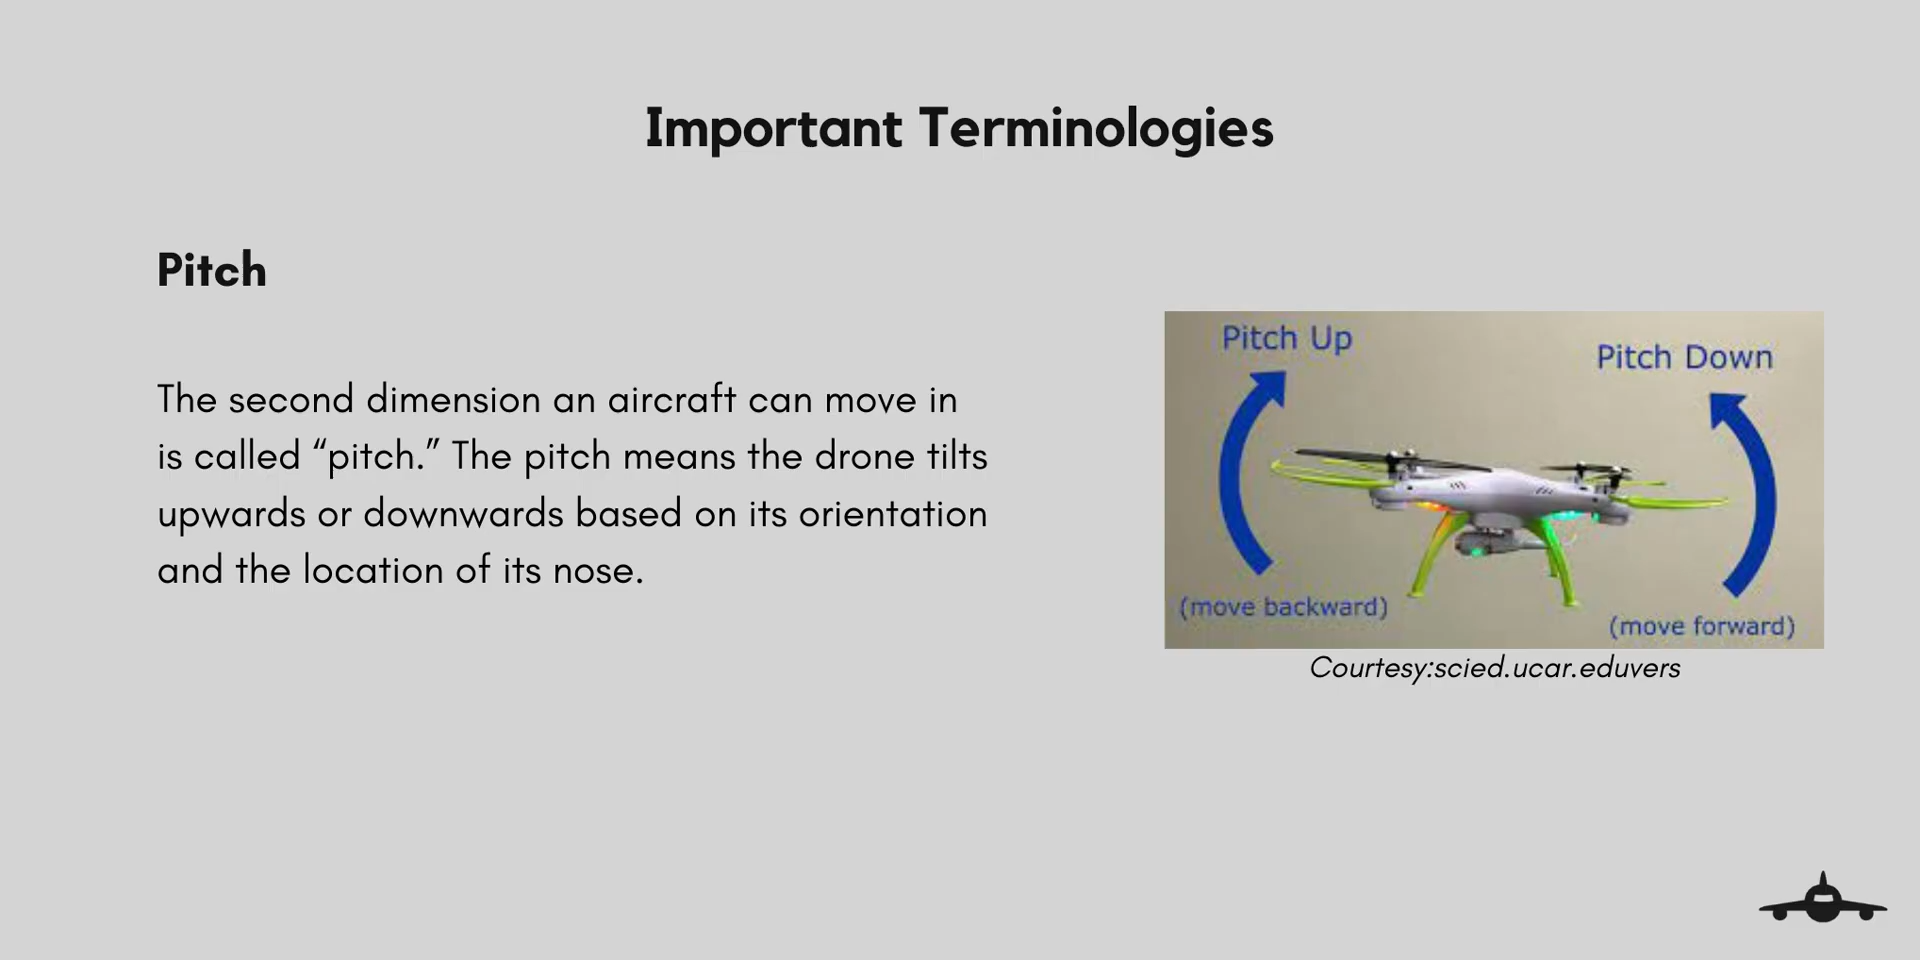 Important Terminologies
Pitch
The second dimension an aircraft can move in
is called “pitch.” The pitch means the drone tilts
upwards or downwards based on its orientation
and the location of its nose.
Pitch Up
Pitch Down
(move backward)
(move forward)
Courtesy:scied.ucar.eduvers